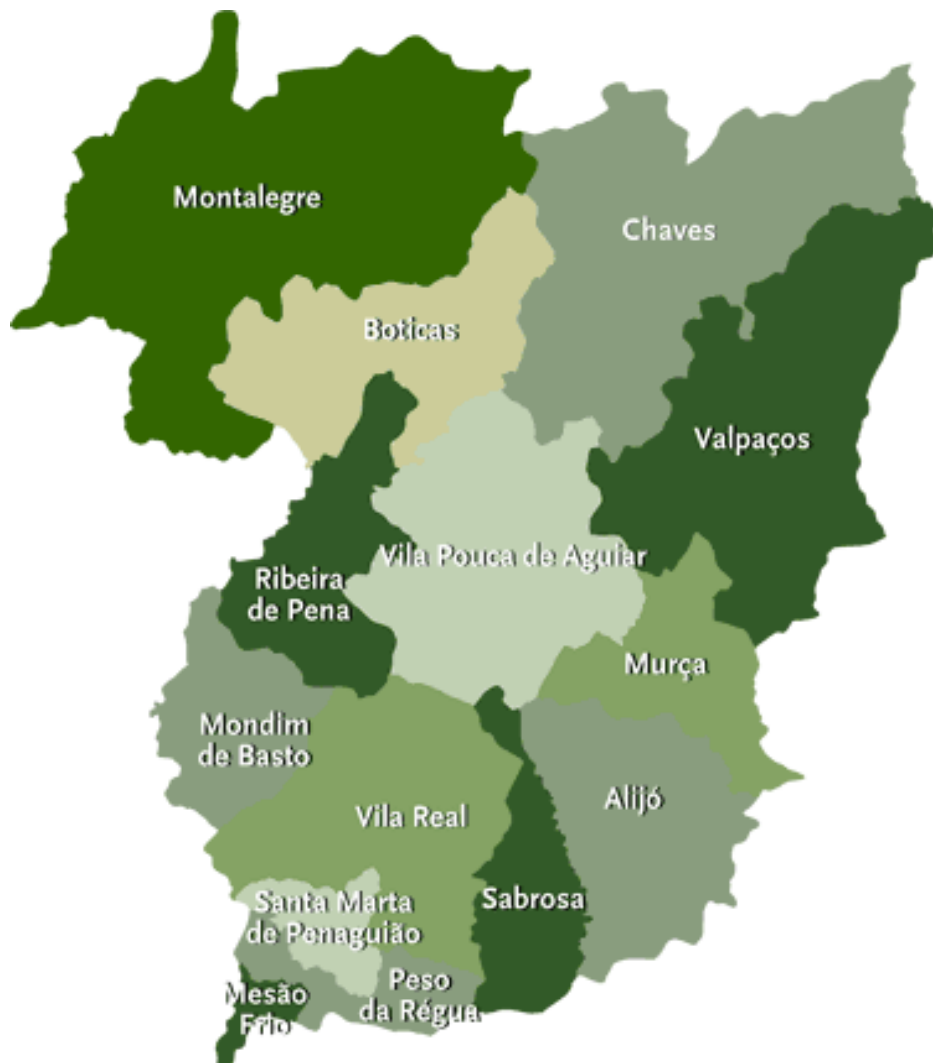 Montalegre
Chaves
Boticas
Valpaços
Vila Pouca de Aguiar
Ribeira
de Pena
Murça
Mondim
de Basto
Alijó
Vila Real
Sabrosa
Santa Marta
de Penaguião
Peso
da Régua
Mesão
Frio